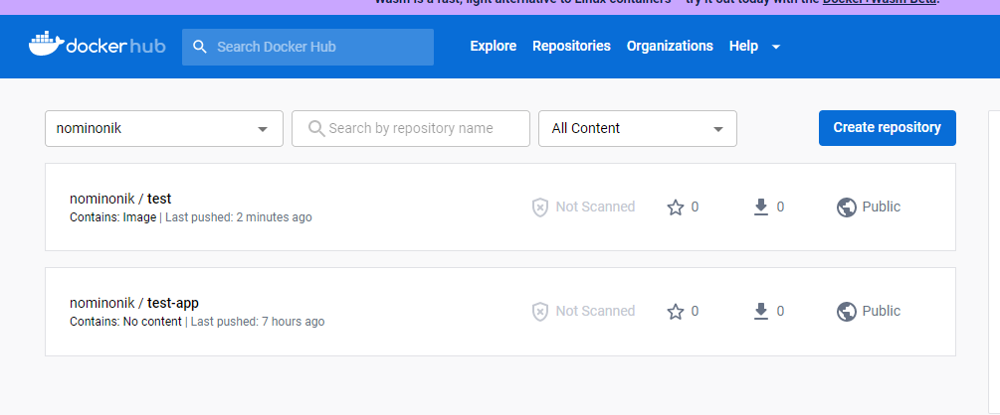 Wasm is a fast, light alternative to Linux containers – try it out today with the Docker+Wasm Beta.
dockerhub
Search Docker Hub
Explore Repositories Organizations Help
nominonik
Search by repository name
All Content
Create repository
nominonik / test
Contains: Image | Last pushed: 2 minutes ago
Not Scanned
0
0
Public
nominonik / test-app
Contains: No content | Last pushed: 7 hours ago
Not Scanned
0
0
Public